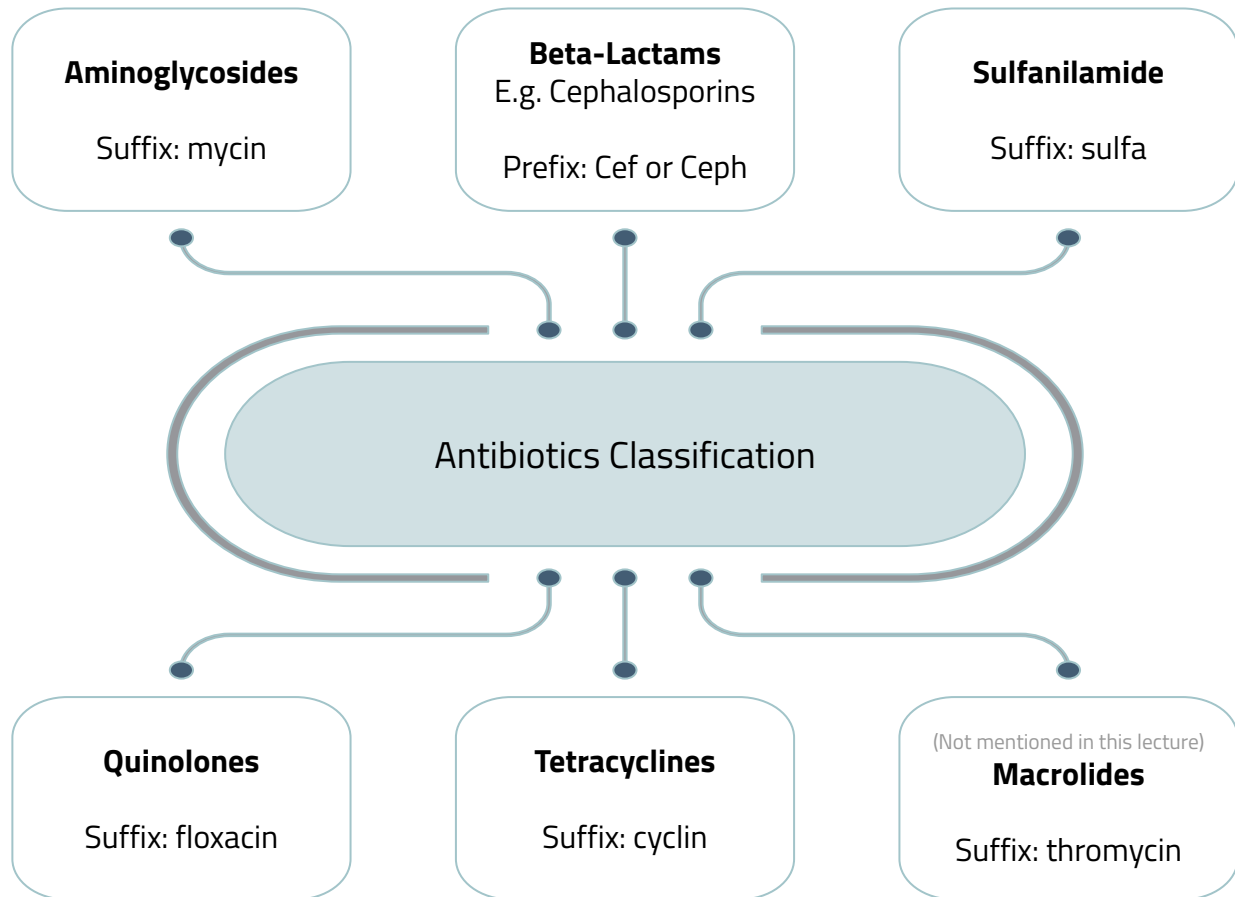 Aminoglycosides
Suffix: mycin
Beta-Lactams
E.g. Cephalosporins
Prefix: Cef or Ceph
Sulfanilamide
Suffix: sulfa
Antibiotics Classification
Quinolones
Suffix: floxacin
Tetracyclines
Suffix: cyclin
(Not mentioned in this lecture)
Macrolides
Suffix: thromycin